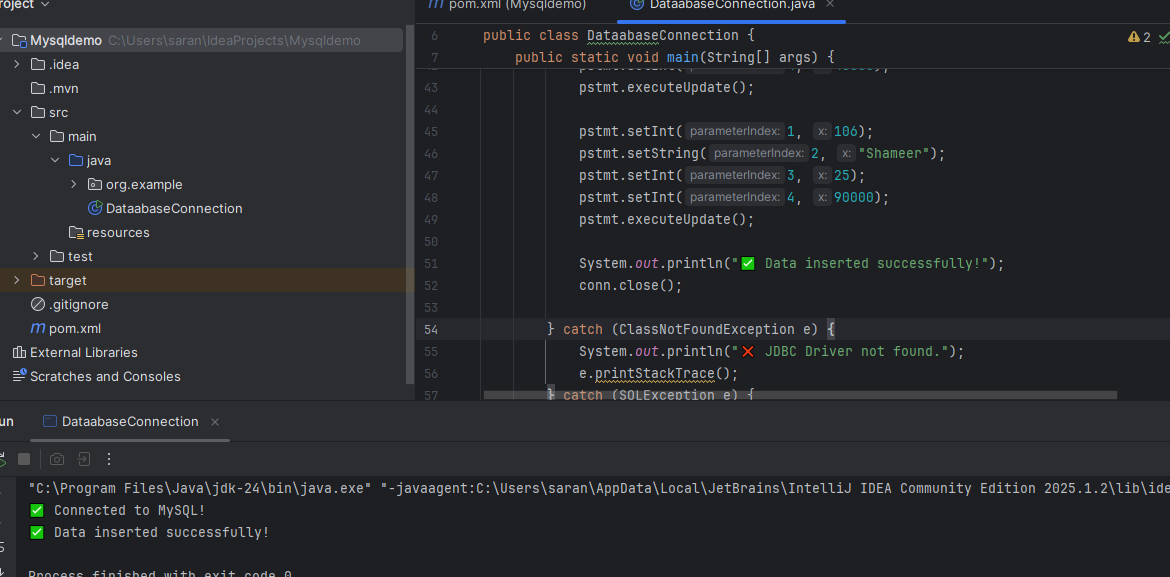 roject
Mysqldemo C:\Users\saran\IdeaProjects\Mysqldemo
.idea
.mvn
src
main
java
org.example
DataabaseConnection
resources
test
target
.gitignore
pom.xml
External Libraries
Scratches and Consoles
pom.xml (Mysqldemo)
DataabaseConnection.java
6 public class DataabaseConnection {
2
7 public static void main(String[] args) {
43 pstmt.executeUpdate();
44
45 pstmt.setInt( parameterIndex: 1, x: 106);
46 pstmt.setString( parameterIndex: 2, x: "Shameer");
47 pstmt.setInt( parameterIndex: 3, x: 25);
48 pstmt.setInt( parameterIndex: 4, x: 90000);
49 pstmt.executeUpdate();
50
51 System.out.println("✅ Data inserted successfully!");
52 conn.close();
53
54 } catch (ClassNotFoundException e) {
55 System.out.println("❌ JDBC Driver not found.");
56 e.printStackTrace();
57 } catch (SQLException e) {
un
DataabaseConnection
"C:\Program Files\Java\jdk-24\bin\java.exe" "-javaagent:C:\Users\saran\AppData\Local\JetBrains\IntelliJ IDEA Community Edition 2025.1.2\lib\ide
✅ Connected to MySQL!
✅ Data inserted successfully!
Process finished with exit code 0